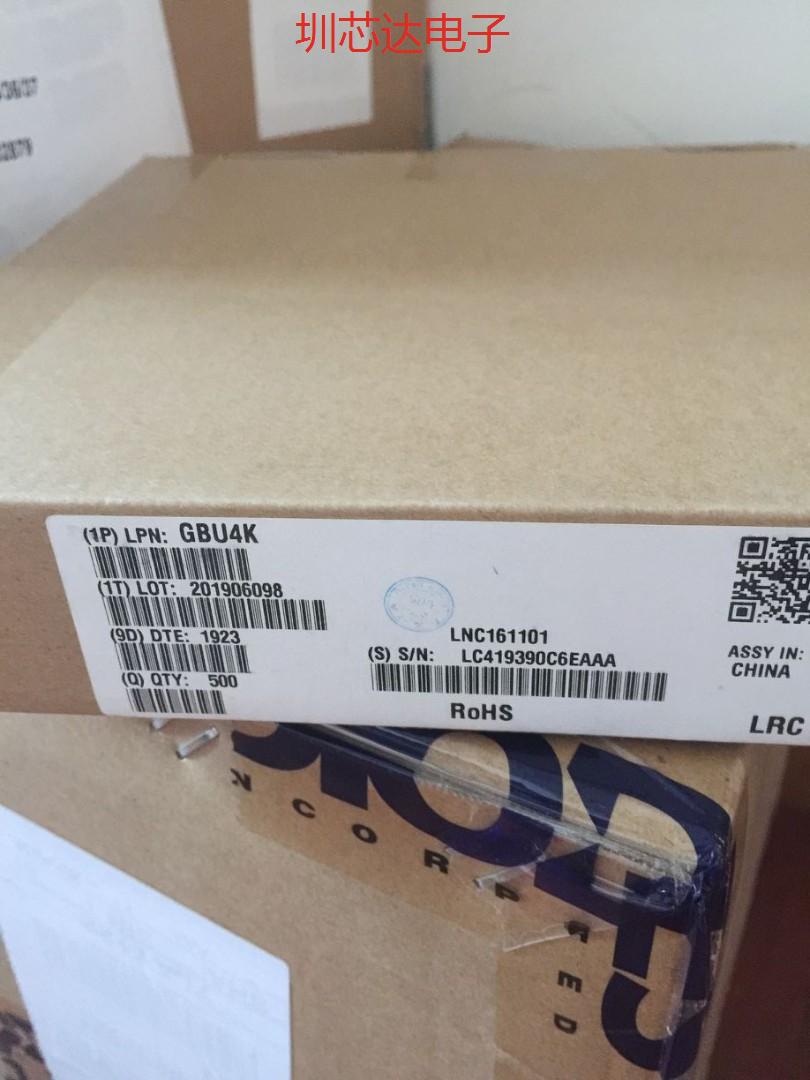 圳芯达电子
(1P) LPN: GBU4K
(1T) LOT: 201906098
(9D) DTE: 1923
(Q) QTY: 500
LNC161101
(S) S/N: LC419390C6EAAA
RoHS
ASSY IN:
CHINA
LRC